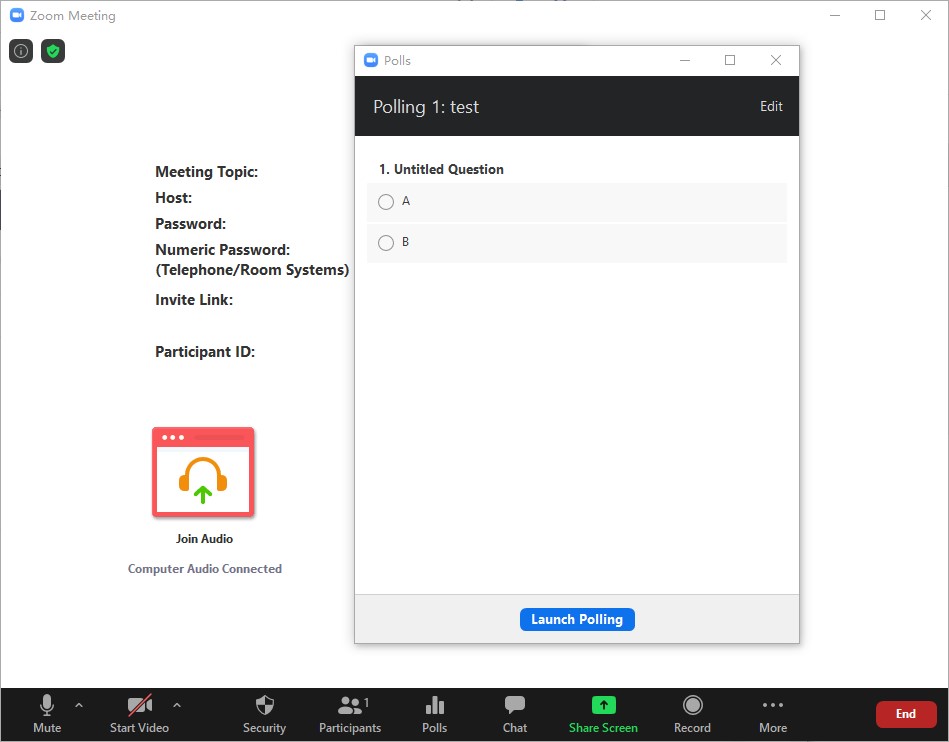 Zoom Meeting
Polls
Polling 1: test
Edit
1. Untitled Question
A
B
Launch Polling
Meeting Topic:
Host:
Password:
Numeric Password:
(Telephone/Room Systems)
Invite Link:
Participant ID:
Join Audio
Computer Audio Connected
Mute
Start Video
Security
1
Participants
Polls
Chat
Share Screen
Record
More
End